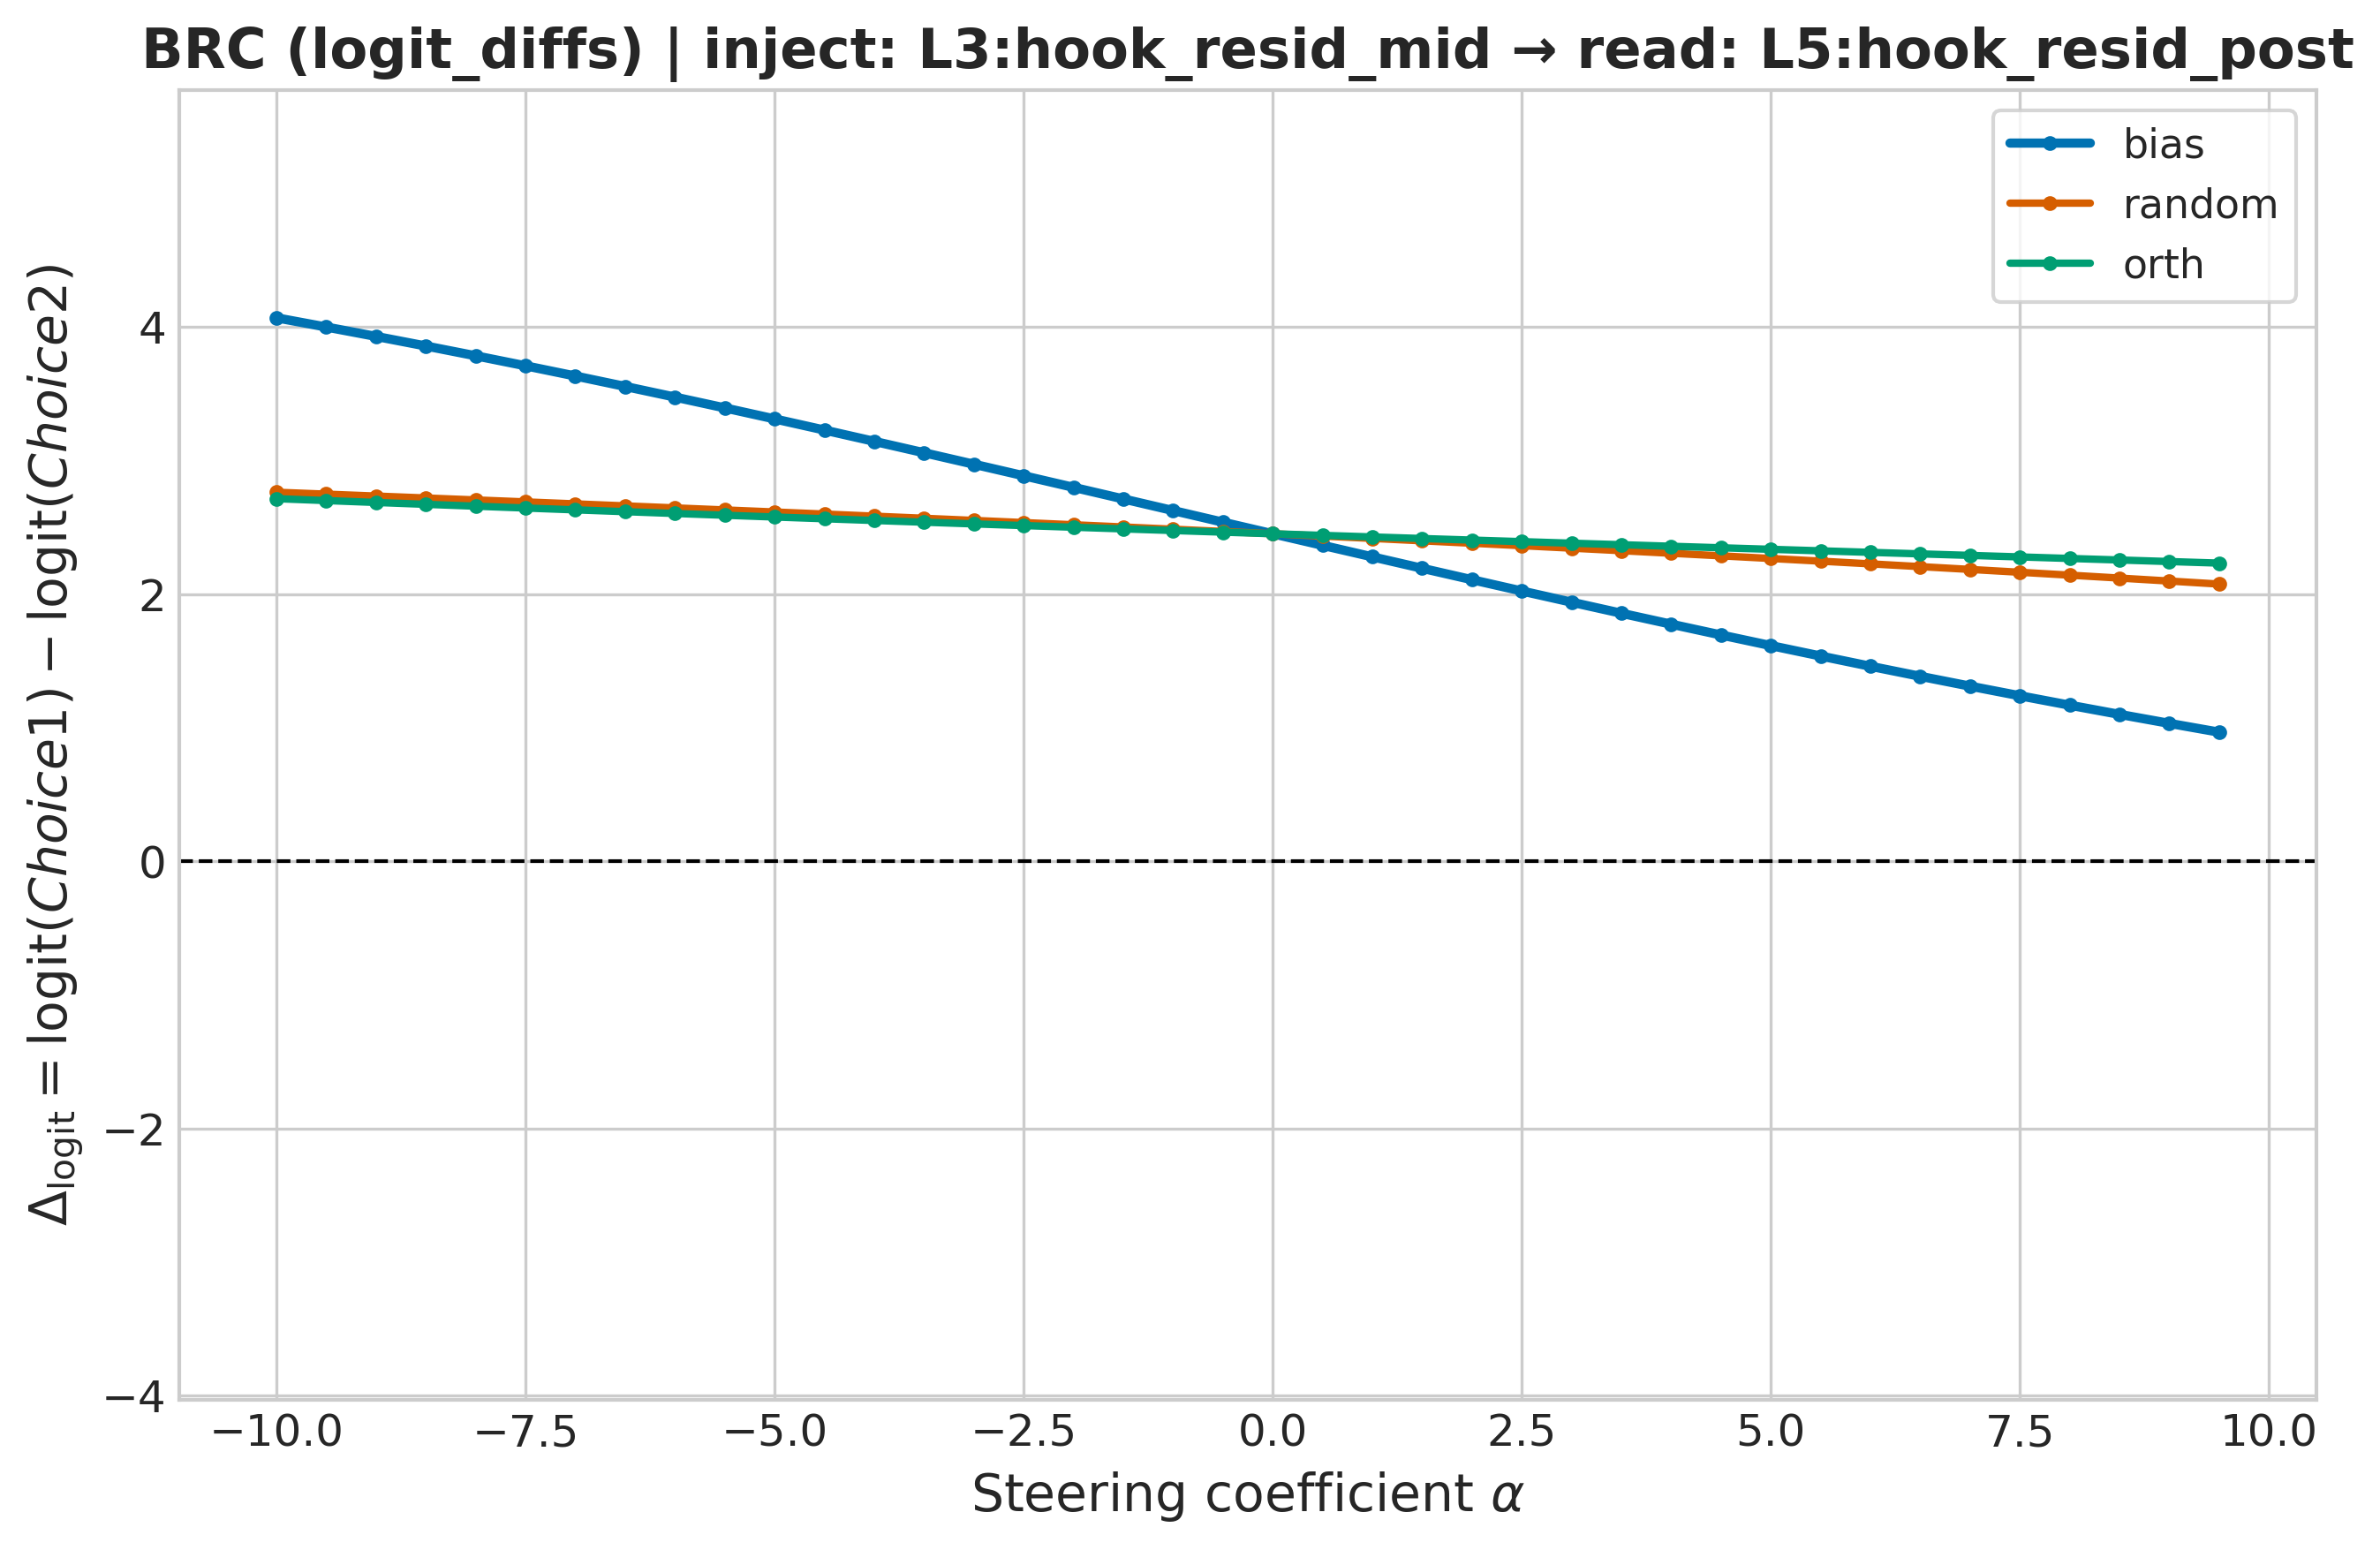 BRC (logit_diffs) | inject: L3:hook_resid_mid → read: L5:hook_resid_post
Δlogit = logit(Choice1) − logit(Choice2)
bias
random
orth
4
2
0
−2
−4
−10.0
−7.5
−5.0
−2.5
0.0
2.5
5.0
7.5
10.0
Steering coefficient α